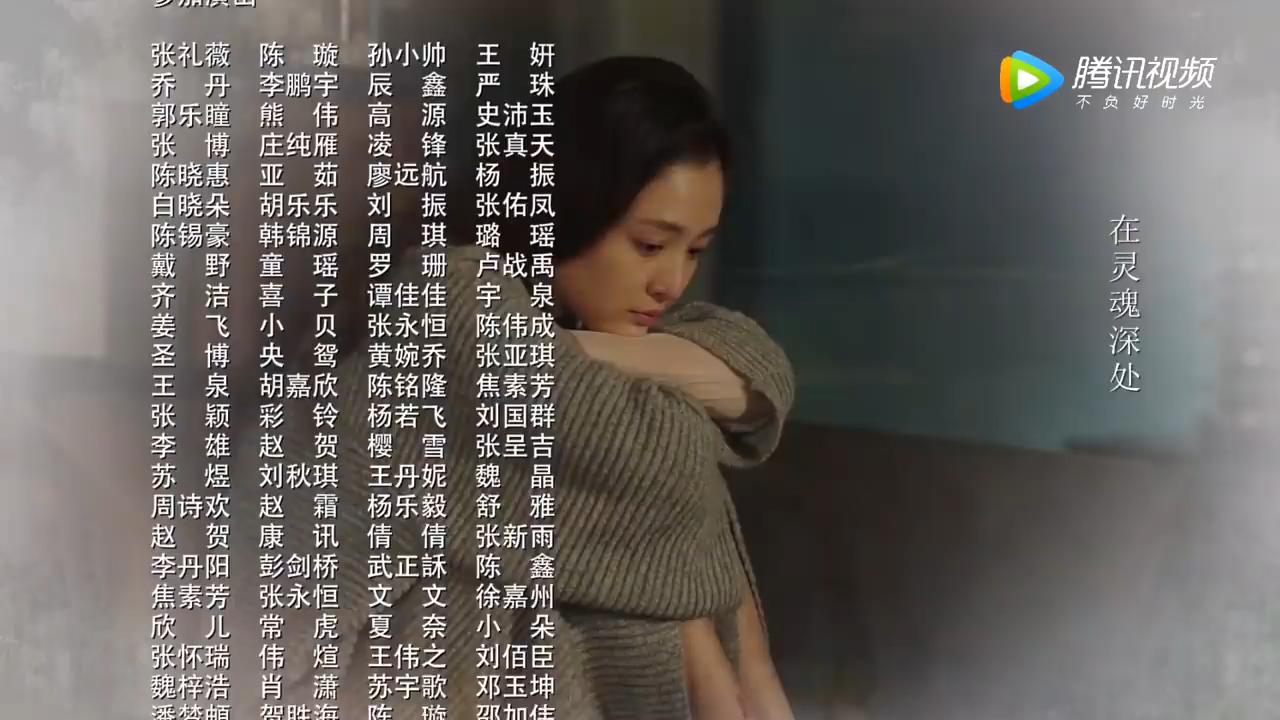 参加演出
张礼薇 陈璇 孙小帅 王妍
乔丹 李鹏宇 辰鑫 严珠
郭乐瞳 熊伟 高源 史沛玉
张博 庄纯雁 凌锋 张真天
陈晓惠 亚茹 廖远航 杨振
白晓朵 胡乐乐 刘振 张佑凤
陈锡豪 韩锦源 周琪 璐瑶
戴野 童瑶 罗珊 卢战禹
齐洁 喜子 谭佳佳 宇泉
姜飞 小贝 张永恒 陈伟成
圣博 央鸳 黄婉乔 张亚琪
王泉 胡嘉欣 陈铭隆 焦素芳
张颖 彩铃 杨若飞 刘国群
李雄 赵贺 樱雪 张呈吉
苏煜 刘秋琪 王丹妮 魏晶
周诗欢 赵霜 杨乐毅 舒雅
赵贺 康讯 倩倩 张新雨
李丹阳 彭剑桥 武正訸 陈鑫
焦素芳 张永恒 文文 徐嘉州
欣儿 常虎 夏奈 小朵
张怀瑞 伟煊 王伟之 刘佰臣
魏梓浩 肖潇 苏宇歌 邓玉坤
贺胜海 陈璇 邵加伟
腾讯视频
不负好时光
在灵魂深处